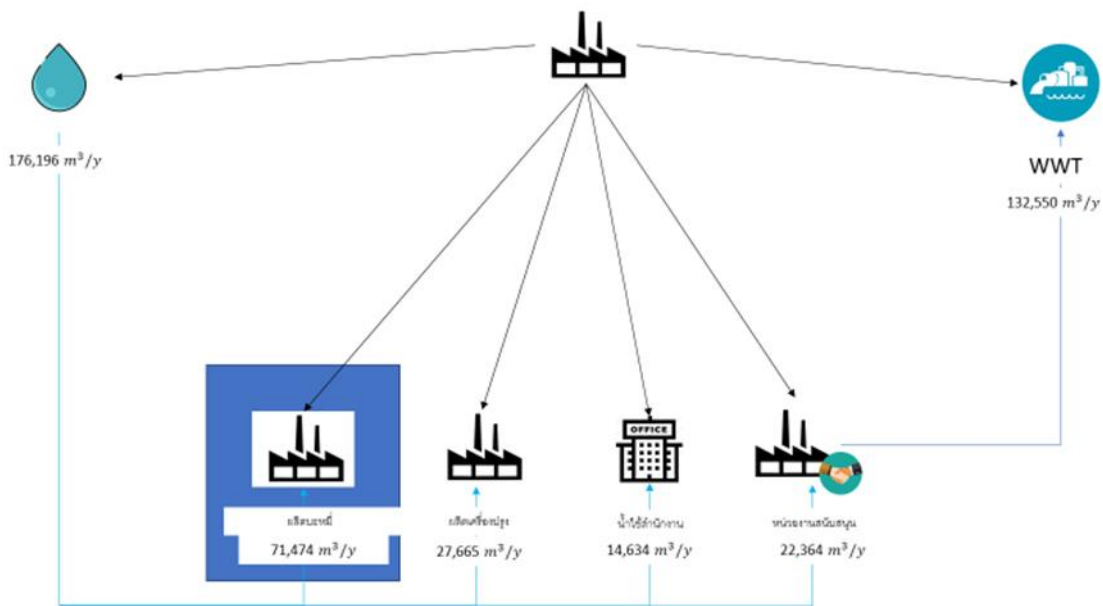 176,196 m³/y
WWT
132,550 m³/y
OFFICE
ผลิตบะหมี่
ผลิตเครื่องปรุง
น้ำใช้สำนักงาน
หน่วยงานสนับสนุน
71,474 m³/y
27,665 m³/y
14,634 m³/y
22,364 m³/y